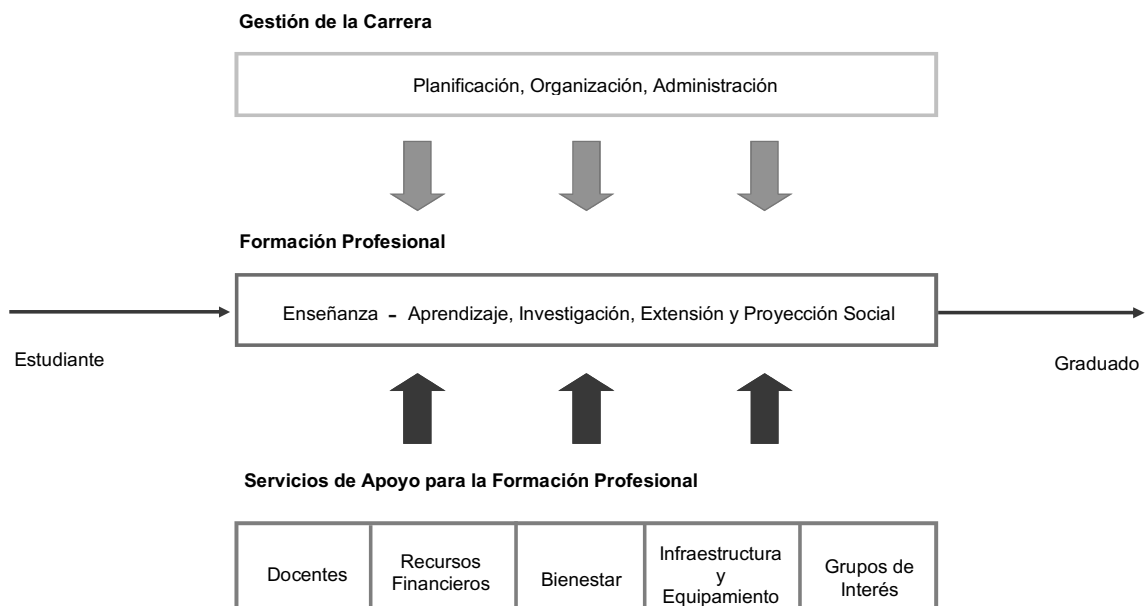 Gestión de la Carrera
Planificación, Organización, Administración
Formación Profesional
Enseñanza - Aprendizaje, Investigación, Extensión y Proyección Social
Estudiante
Graduado
Servicios de Apoyo para la Formación Profesional
Docentes
Recursos
Financieros
Bienestar
Infraestructura
y
Equipamiento
Grupos de
Interés